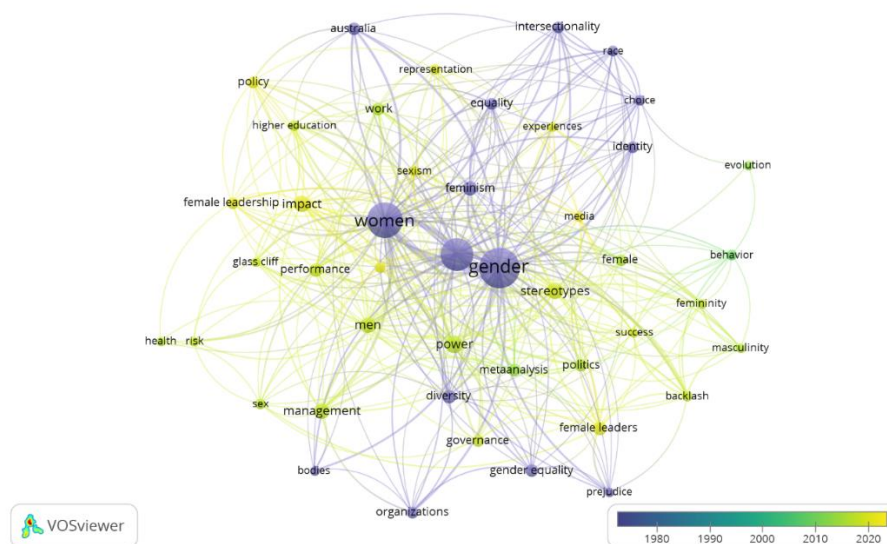 australia
intersectionality
race
representation
policy
choice
equality
work
higher education
experiences
identity
evolution
sexism
feminism
female leadership
impact
women
media
behavior
glass cliff
performance
gender
female
stereotypes
femininity
men
success
health
risk
power
masculinity
metaanalysis
politics
diversity
backlash
sex
management
female leaders
governance
bodies
gender equality
prejudice
organizations
VOSviewer
1980 1990 2000 2010 2020